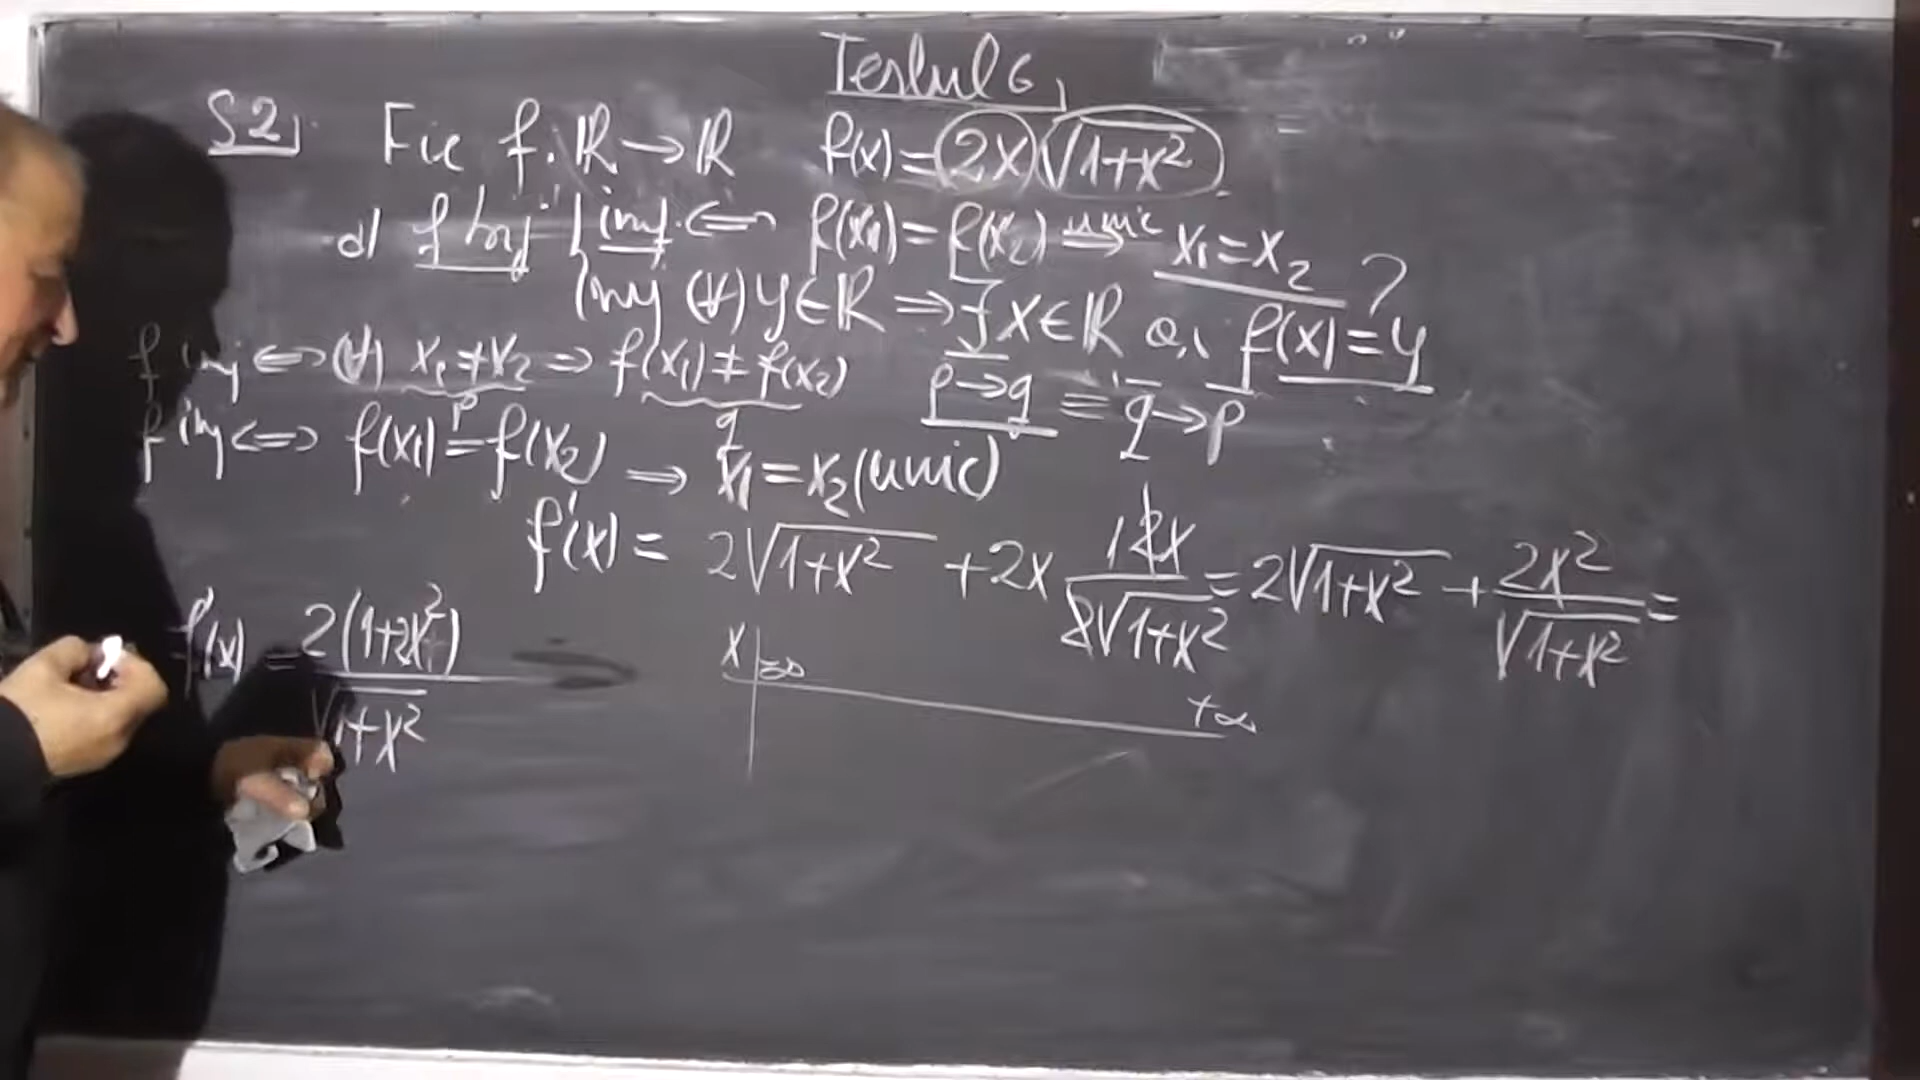 Testul 6
S2 Fie f: ℝ→ℝ f(x)=2x√(1+x²)
a) f bij { inj. ⟺ f(x₁)=f(x₂) ⟹ unic x₁=x₂ ?
surj (∀) y∈ℝ ⟹ ∃ x∈ℝ a.î f(x)=y
f inj ⟺ (∀) x₁≠x₂ ⟹ f(x₁)≠f(x₂) p→q ≡ q̄→p̄
p q
f inj ⟺ f(x₁)=f(x₂) ⟹ x₁=x₂ (unic)
f'(x) = 2√(1+x²) + 2x 1·2x/(2√(1+x²)) = 2√(1+x²) + 2x²/√(1+x²) =
f'(x) = 2(1+2x²)/√(1+x²)
x | -∞ +∞